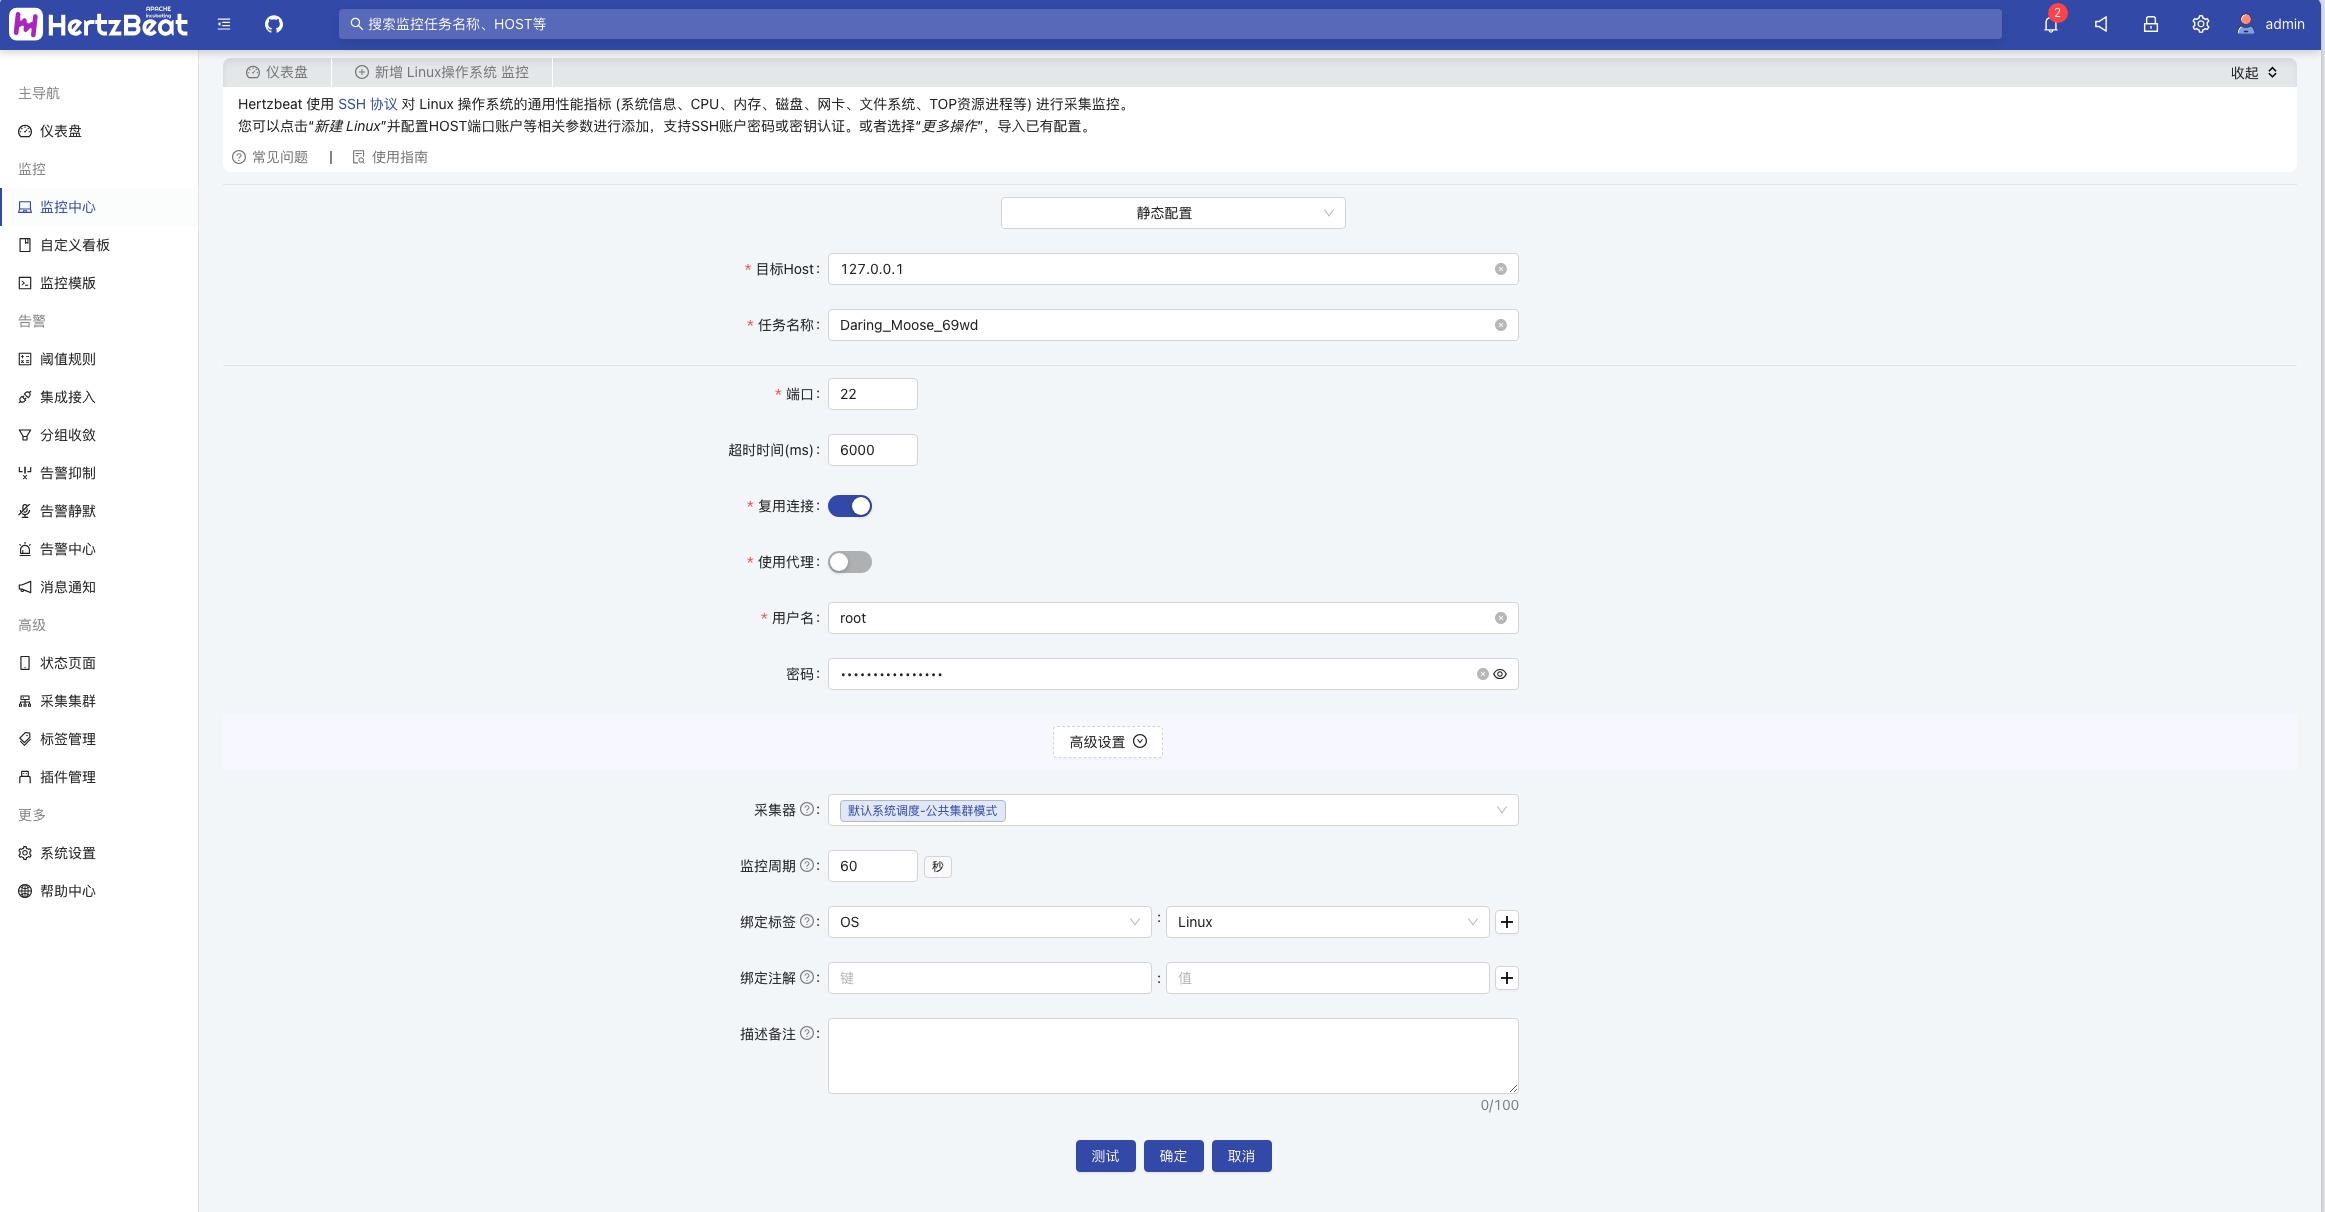 APACHE
incubating
HertzBeat
搜索监控任务名称、HOST等
2
admin
主导航
仪表盘
监控
监控中心
自定义看板
监控模版
告警
阈值规则
集成接入
分组收敛
告警抑制
告警静默
告警中心
消息通知
高级
状态页面
采集集群
标签管理
插件管理
更多
系统设置
帮助中心
仪表盘
新增 Linux操作系统 监控
收起
Hertzbeat 使用 SSH 协议 对 Linux 操作系统的通用性能指标 (系统信息、CPU、内存、磁盘、网卡、文件系统、TOP资源进程等) 进行采集监控。
您可以点击“新建 Linux”并配置HOST端口账户等相关参数进行添加，支持SSH账户密码或密钥认证。或者选择“更多操作”，导入已有配置。
常见问题 | 使用指南
静态配置
* 目标Host: 127.0.0.1
* 任务名称: Daring_Moose_69wd
* 端口: 22
超时时间(ms): 6000
* 复用连接:
* 使用代理:
* 用户名: root
密码: ••••••••••••••••
高级设置
采集器: 默认系统调度-公共集群模式
监控周期: 60 秒
绑定标签: OS : Linux
绑定注解: 键 : 值
描述备注:
0/100
测试 确定 取消